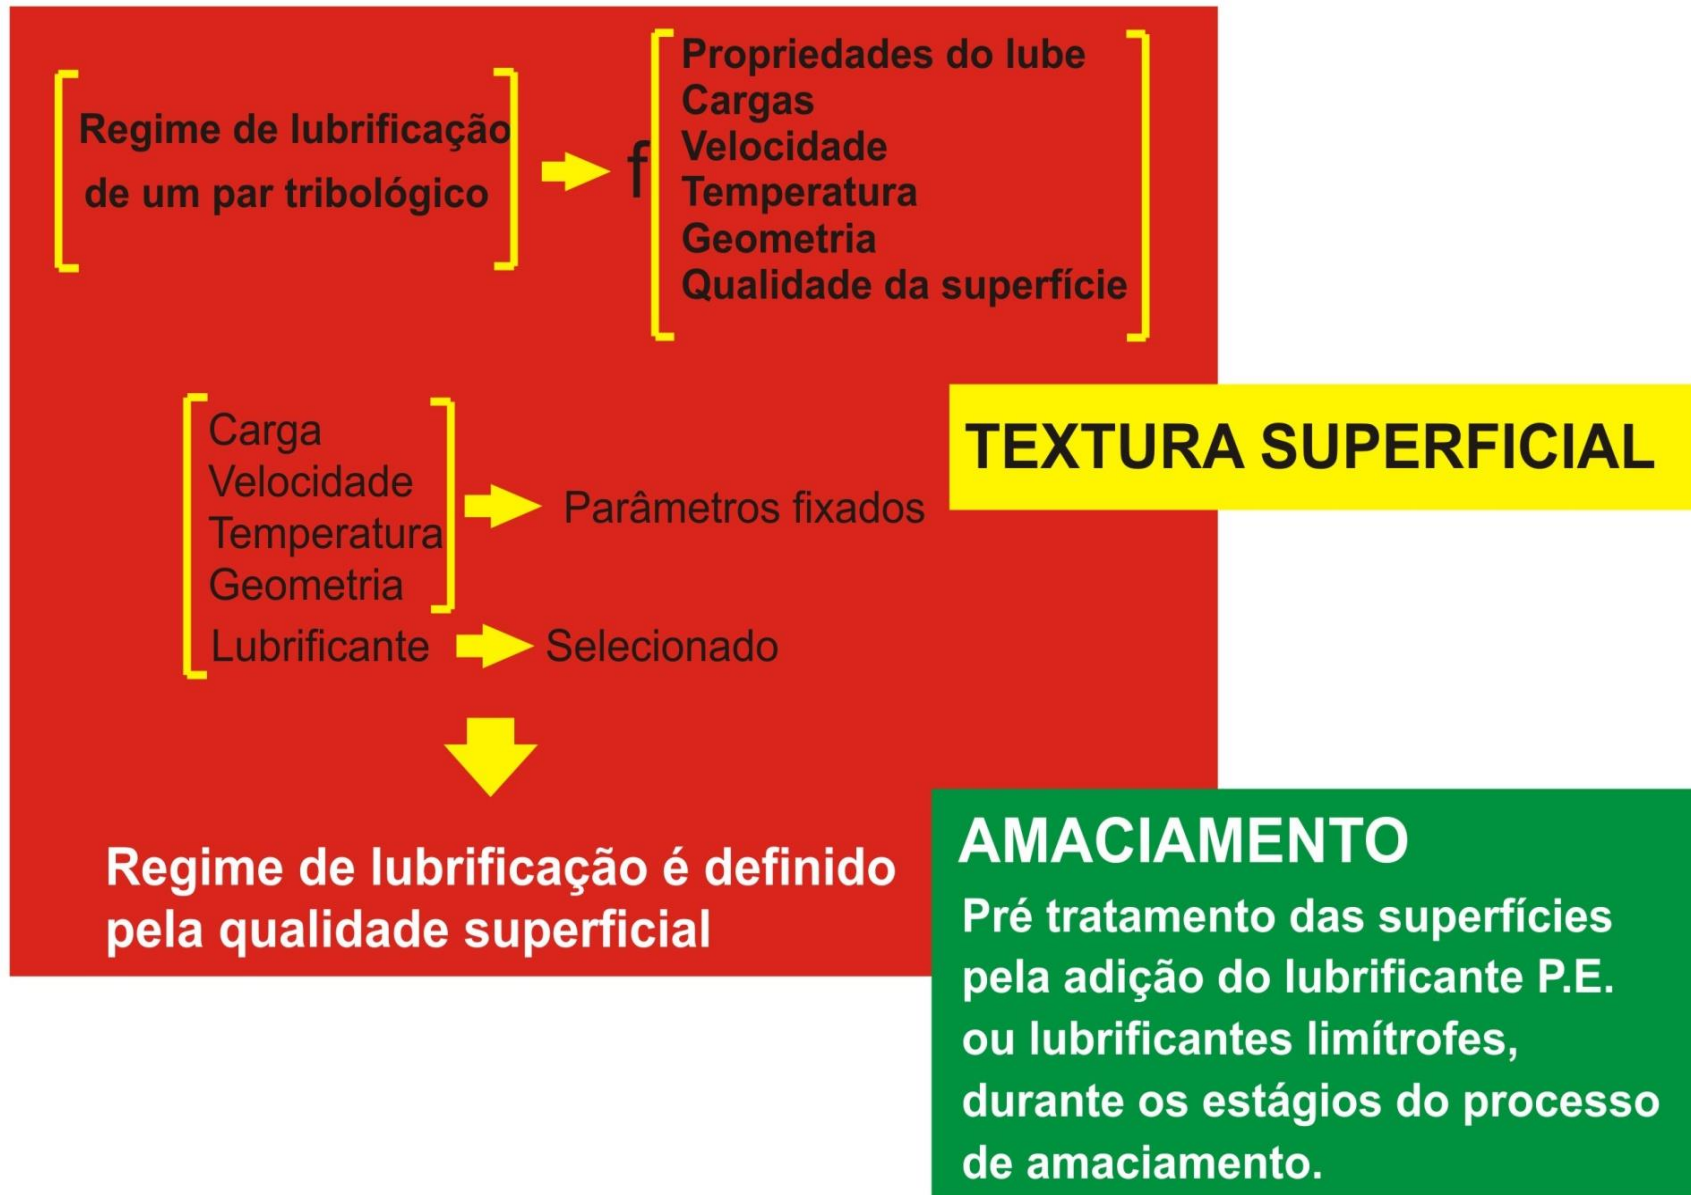 Regime de lubrificação
de um par tribológico
f
Propriedades do lube
Cargas
Velocidade
Temperatura
Geometria
Qualidade da superfície
TEXTURA SUPERFICIAL
Carga
Velocidade
Temperatura
Geometria
Parâmetros fixados
Lubrificante
Selecionado
Regime de lubrificação é definido
pela qualidade superficial
AMACIAMENTO
Pré tratamento das superfícies
pela adição do lubrificante P.E.
ou lubrificantes limítrofes,
durante os estágios do processo
de amaciamento.